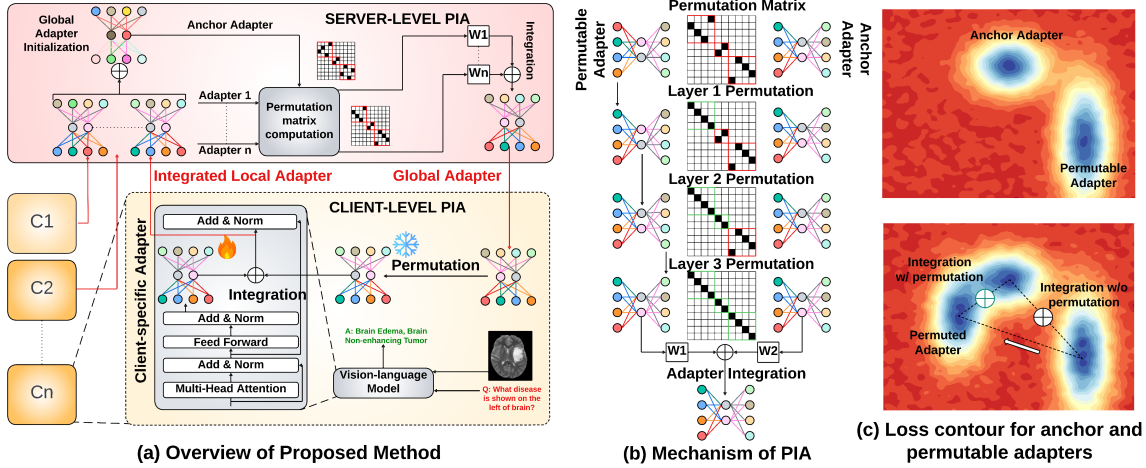 Global
Adapter
Initialization
Anchor Adapter
SERVER-LEVEL PIA
W1
Wn
Integration
Adapter 1
Adapter n
Permutation
matrix
computation
Integrated Local Adapter
Global Adapter
C1
C2
Cn
CLIENT-LEVEL PIA
Client-specific Adapter
Add & Norm
Integration
Permutation
Add & Norm
Feed Forward
Add & Norm
Multi-Head Attention
A: Brain Edema, Brain
Non-enhancing Tumor
Vision-language
Model
Q: What disease
is shown on the
left of brain?
(a) Overview of Proposed Method
Permutable
Adapter
Permutation Matrix
Anchor
Adapter
Layer 1 Permutation
Layer 2 Permutation
Layer 3 Permutation
W1
W2
Adapter Integration
(b) Mechanism of PIA
Anchor Adapter
Permutable
Adapter
Integration
w/ permutation
Integration w/o
permutation
Permuted
Adapter
(c) Loss contour for anchor and
permutable adapters